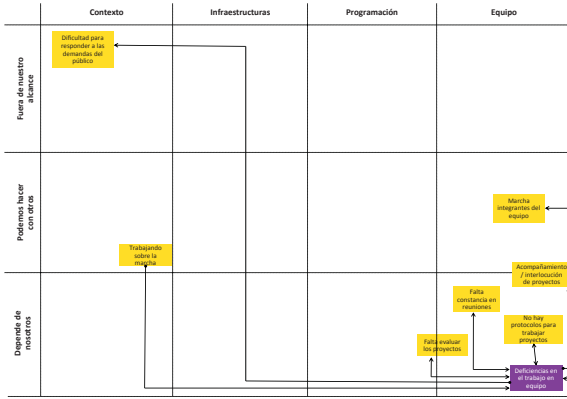 Contexto
Infraestructuras
Programación
Equipo
Fuera de nuestro
alcance
Dificultad para
responder a las
demandas del
público
Podemos hacer
con otros
Marcha
integrantes del
equipo
Trabajando
sobre la
marcha
Depende de
nosotros
Acompañamiento
/ interlocución
de proyectos
Falta
constancia en
reuniones
No hay
protocolos para
trabajar
proyectos
Falta evaluar
los proyectos
Deficiencias en
el trabajo en
equipo